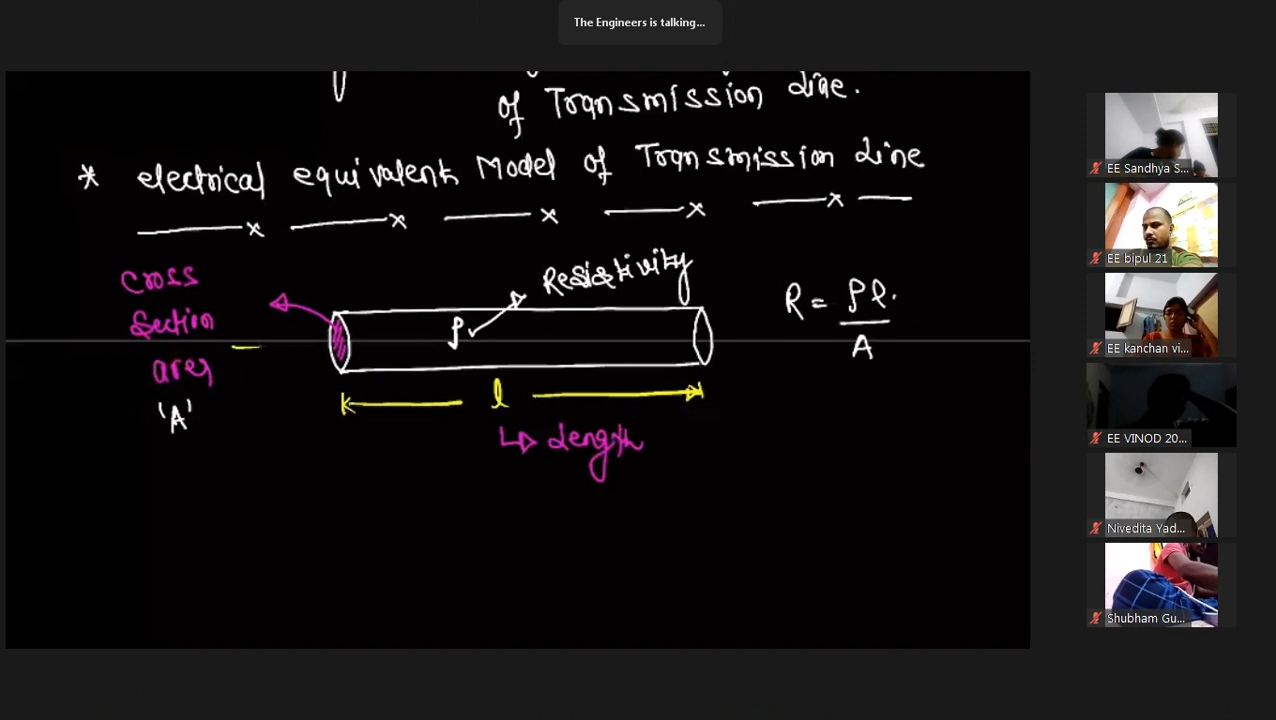 The Engineers is talking...
of Transmission Line.
* electrical equivalent Model of Transmission Line
Cross
Section
area
'A'
ρ
Resistivity
l
Length
R = ρl
A
EE Sandhya S...
EE bipul 21
EE kanchan vi...
EE VINOD 20...
Nivedita Yad...
Shubham Gu...